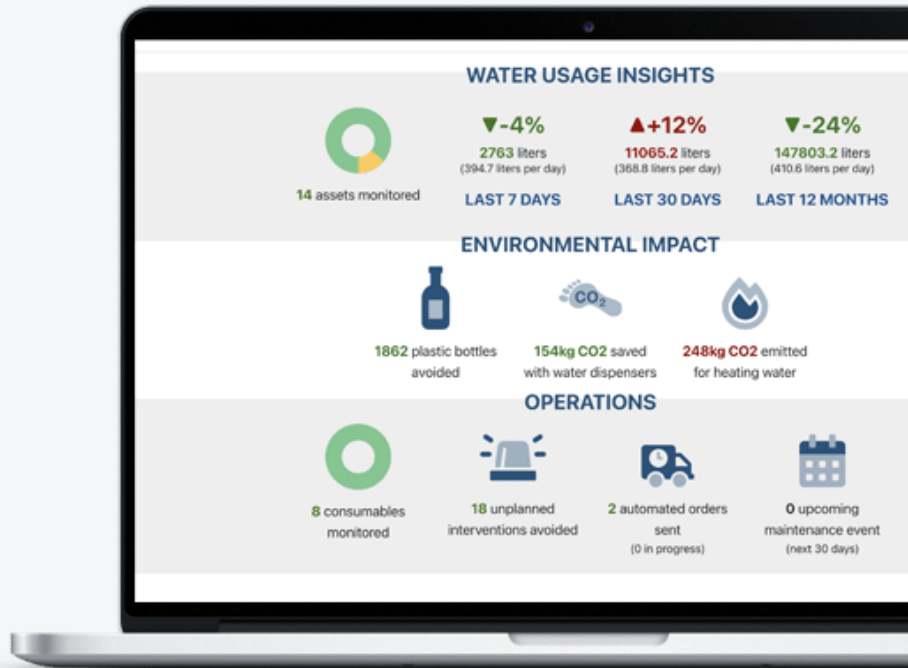 WATER USAGE INSIGHTS
▼-4%
2763 liters
(394.7 liters per day)
LAST 7 DAYS
▲+12%
11065.2 liters
(368.8 liters per day)
LAST 30 DAYS
▼-24%
147803.2 liters
(410.6 liters per day)
LAST 12 MONTHS
14 assets monitored
ENVIRONMENTAL IMPACT
1862 plastic bottles
avoided
CO2
154kg CO2 saved
with water dispensers
248kg CO2 emitted
for heating water
OPERATIONS
8 consumables
monitored
18 unplanned
interventions avoided
2 automated orders
sent
(0 in progress)
0 upcoming
maintenance event
(next 30 days)